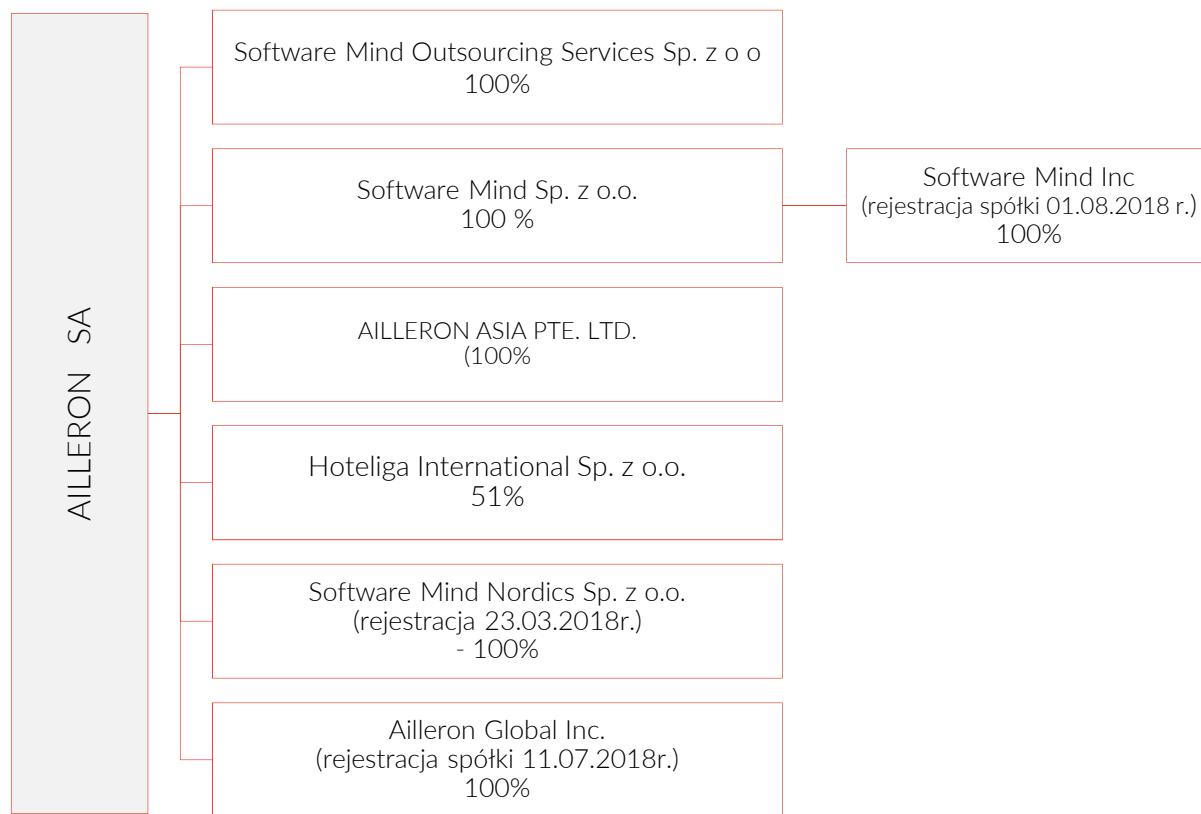 AILLERON SA
Software Mind Outsourcing Services Sp. z o o
100%
Software Mind Sp. z o.o.
100 %
Software Mind Inc
(rejestracja spółki 01.08.2018 r.)
100%
AILLERON ASIA PTE. LTD.
(100%
Hoteliga International Sp. z o.o.
51%
Software Mind Nordics Sp. z o.o.
(rejestracja 23.03.2018r.)
- 100%
Ailleron Global Inc.
(rejestracja spółki 11.07.2018r.)
100%